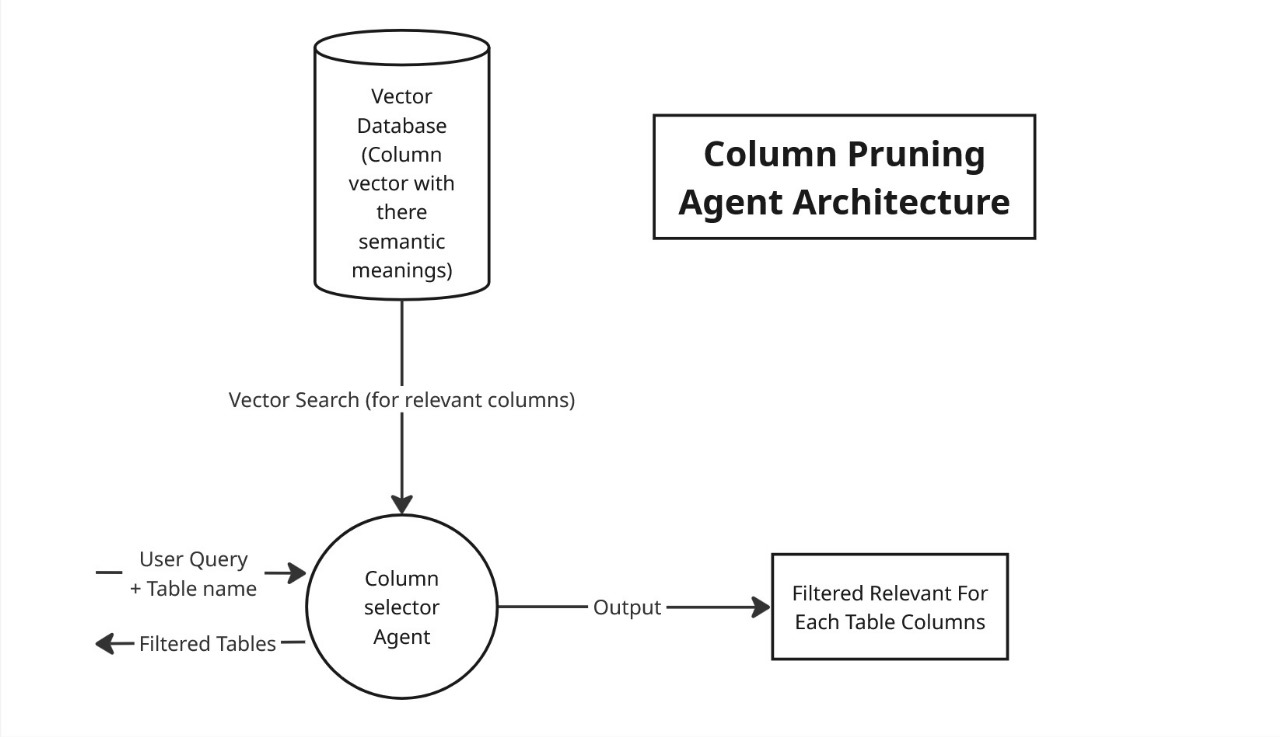 Vector
Database
(Column
vector with
there
semantic
meanings)
Column Pruning
Agent Architecture
Vector Search (for relevant columns)
User Query
+ Table name
Filtered Tables
Column
selector
Agent
Output
Filtered Relevant For
Each Table Columns